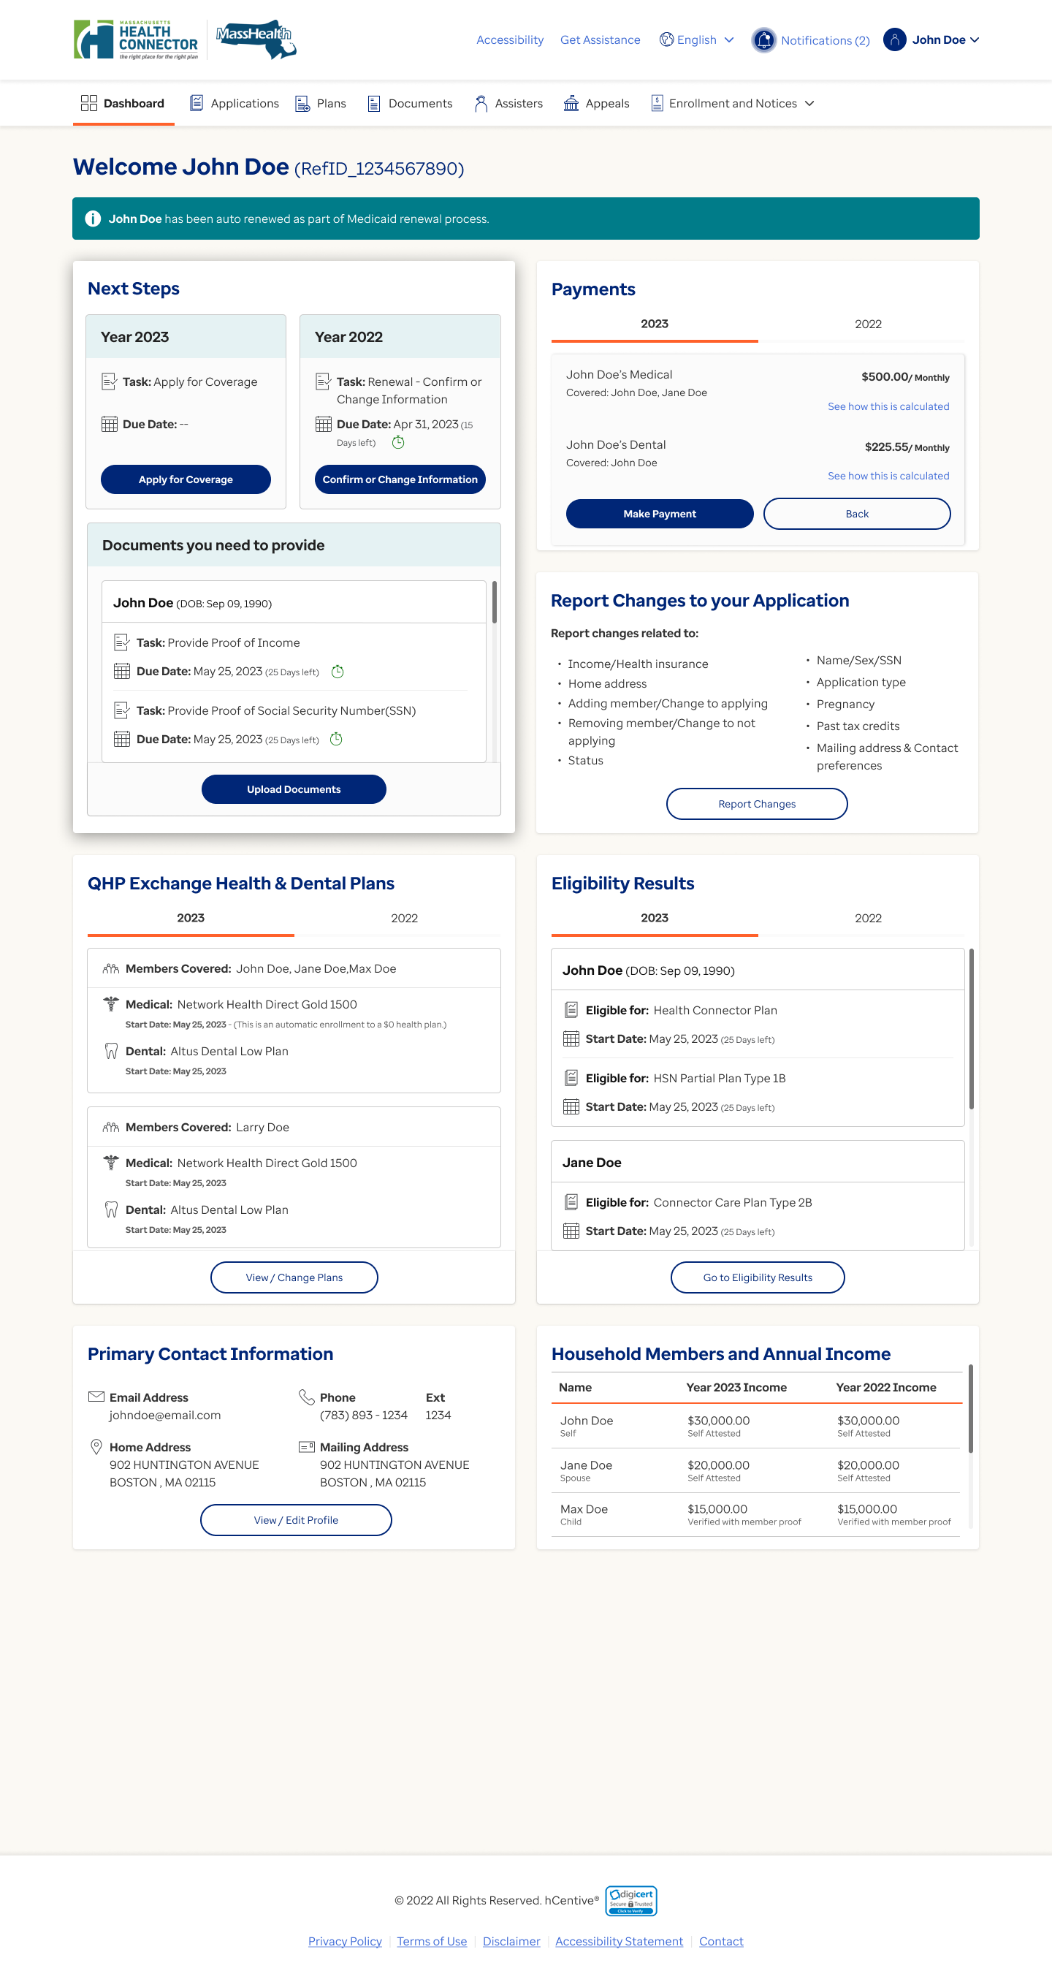 MASSACHUSETTS
HEALTH
CONNECTOR
the right place for the right plan
MassHealth
Accessibility
Get Assistance
English
Notifications (2)
John Doe
Dashboard
Applications
Plans
Documents
Assisters
Appeals
Enrollment and Notices
Welcome John Doe (RefID_1234567890)
John Doe has been auto renewed as part of Medicaid renewal process.
Next Steps
Year 2023
Task: Apply for Coverage
Due Date: --
Apply for Coverage
Year 2022
Task: Renewal - Confirm or
Change Information
Due Date: Apr 31, 2023 (15
Days left)
Confirm or Change Information
Documents you need to provide
John Doe (DOB: Sep 09, 1990)
Task: Provide Proof of Income
Due Date: May 25, 2023 (25 Days left)
Task: Provide Proof of Social Security Number(SSN)
Due Date: May 25, 2023 (25 Days left)
Upload Documents
Payments
2023
2022
John Doe's Medical
$500.00/ Monthly
Covered: John Doe, Jane Doe
See how this is calculated
John Doe's Dental
$225.55/ Monthly
Covered: John Doe
See how this is calculated
Make Payment
Back
Report Changes to your Application
Report changes related to:
• Income/Health insurance
• Home address
• Adding member/Change to applying
• Removing member/Change to not
applying
• Status
• Name/Sex/SSN
• Application type
• Pregnancy
• Past tax credits
• Mailing address & Contact
preferences
Report Changes
QHP Exchange Health & Dental Plans
2023
2022
Members Covered: John Doe, Jane Doe,Max Doe
Medical: Network Health Direct Gold 1500
Start Date: May 25, 2023 - (This is an automatic enrollment to a $0 health plan.)
Dental: Altus Dental Low Plan
Start Date: May 25, 2023
Members Covered: Larry Doe
Medical: Network Health Direct Gold 1500
Start Date: May 25, 2023
Dental: Altus Dental Low Plan
Start Date: May 25, 2023
View / Change Plans
Eligibility Results
2023
2022
John Doe (DOB: Sep 09, 1990)
Eligible for: Health Connector Plan
Start Date: May 25, 2023 (25 Days left)
Eligible for: HSN Partial Plan Type 1B
Start Date: May 25, 2023 (25 Days left)
Jane Doe
Eligible for: Connector Care Plan Type 2B
Start Date: May 25, 2023 (25 Days left)
Go to Eligibility Results
Primary Contact Information
Email Address
johndoe@email.com
Phone
(783) 893 - 1234
Ext
1234
Home Address
902 HUNTINGTON AVENUE
BOSTON , MA 02115
Mailing Address
902 HUNTINGTON AVENUE
BOSTON , MA 02115
View / Edit Profile
Household Members and Annual Income
Name
Year 2023 Income
Year 2022 Income
John Doe
$30,000.00
$30,000.00
Self
Self Attested
Self Attested
Jane Doe
$20,000.00
$20,000.00
Spouse
Self Attested
Self Attested
Max Doe
$15,000.00
$15,000.00
Child
Verified with member proof
Verified with member proof
© 2022 All Rights Reserved. hCentive®
digicert
Secure Trusted
Click to Verify
Privacy Policy
Terms of Use
Disclaimer
Accessibility Statement
Contact